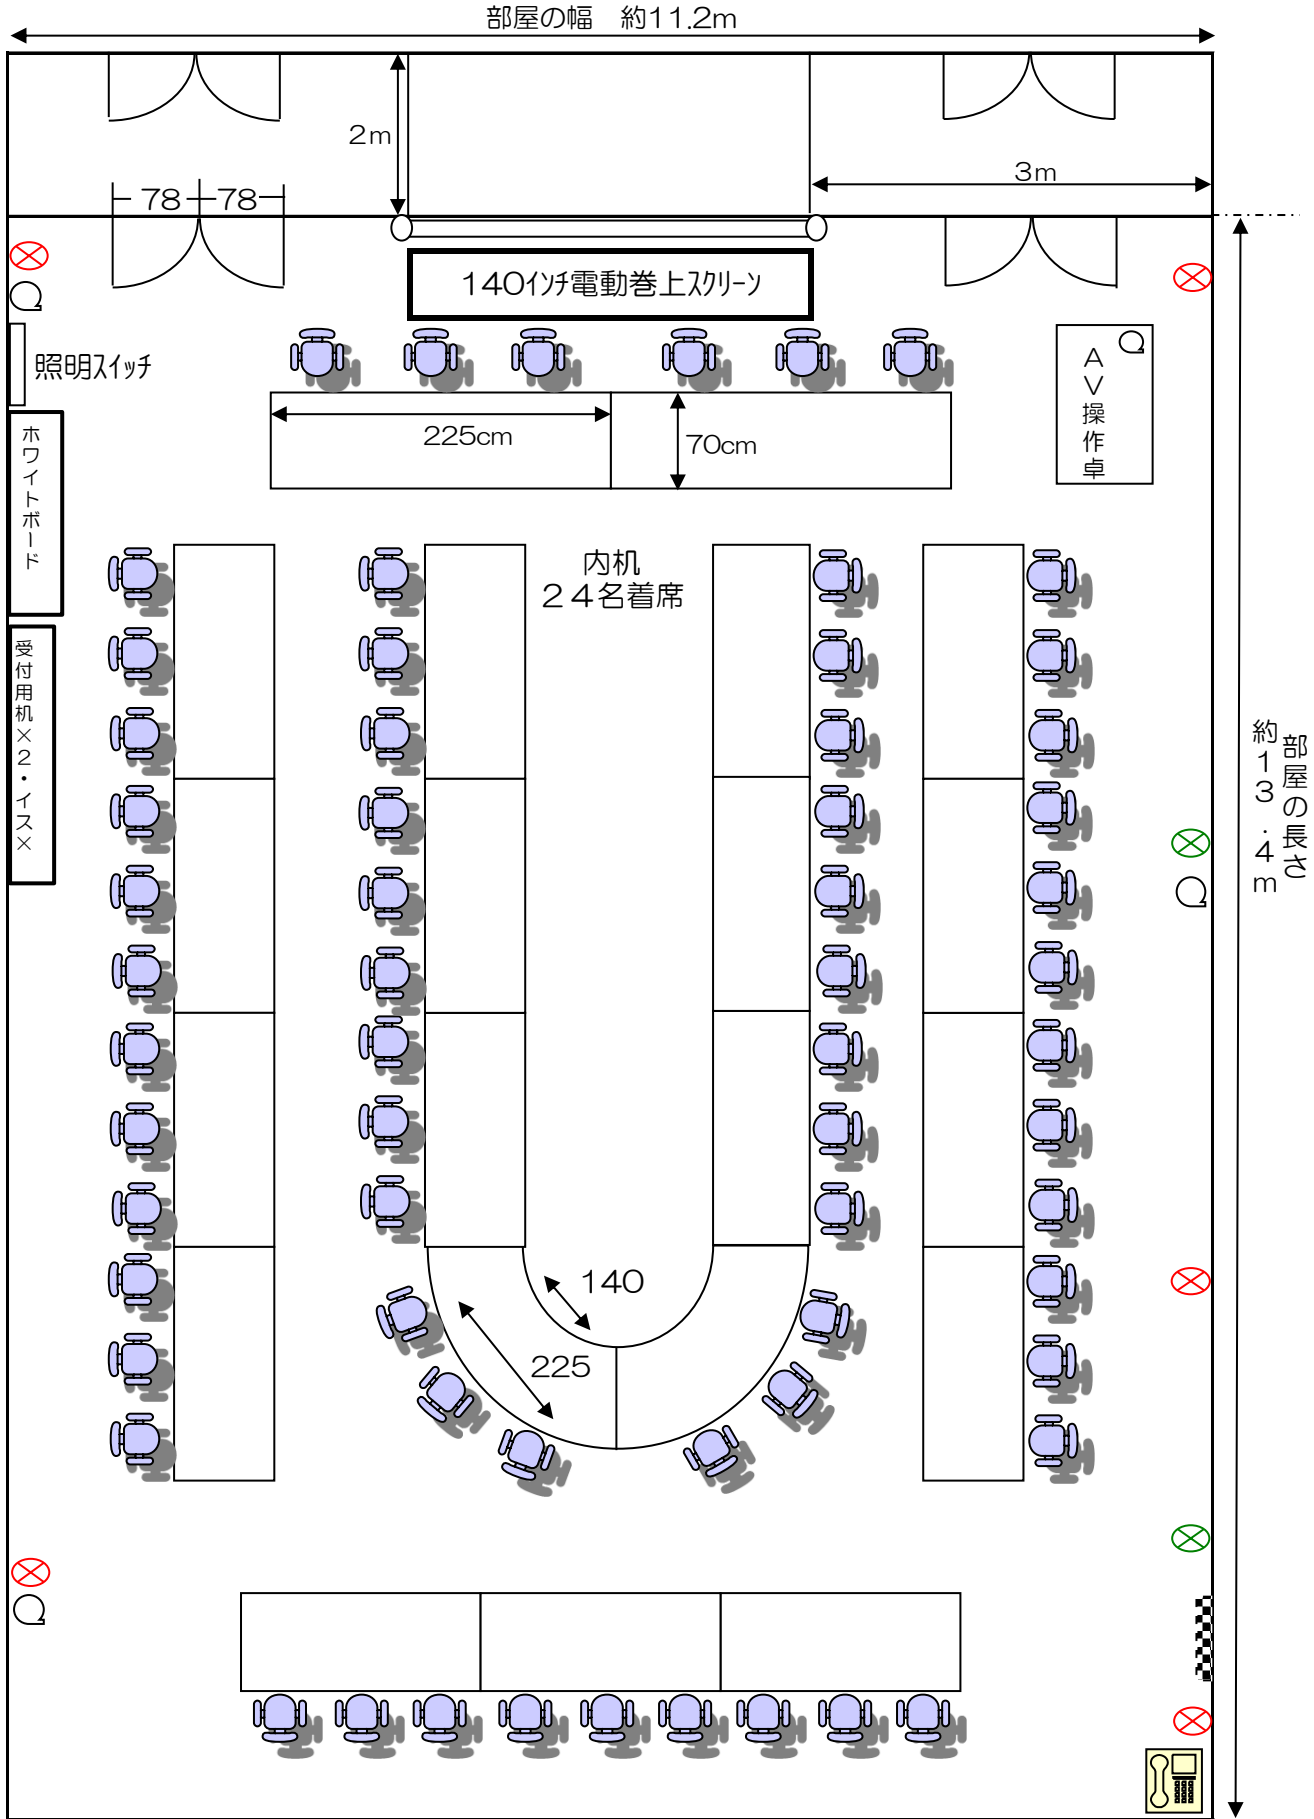 部屋の幅　約11.2m
2m
3m
78
78
140インチ電動巻上スクリーン
照明スイッチ
AV操作卓
225cm
70cm
ホワイトボード
内机
24名着席
受付用机×2・イス×
部屋の長さ
約13.4m
140
225